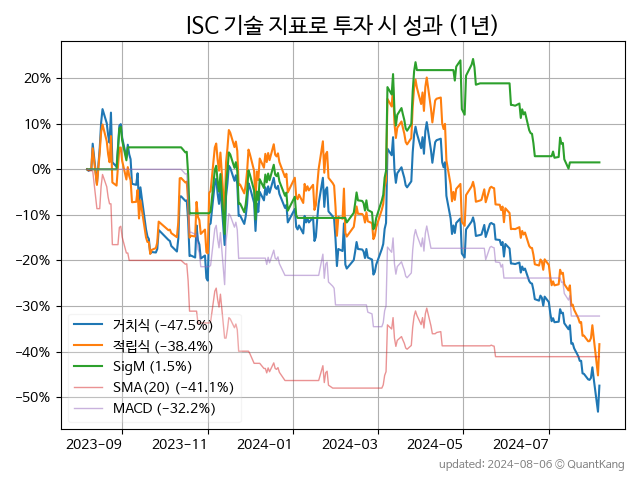 ISC 기술 지표로 투자 시 성과 (1년)
20%
10%
0%
−10%
−20%
−30%
−40%
−50%
거치식 (−47.5%)
적립식 (−38.4%)
SigM (1.5%)
SMA(20) (−41.1%)
MACD (−32.2%)
2023-09 2023-11 2024-01 2024-03 2024-05 2024-07
updated: 2024-08-06 © QuantKang